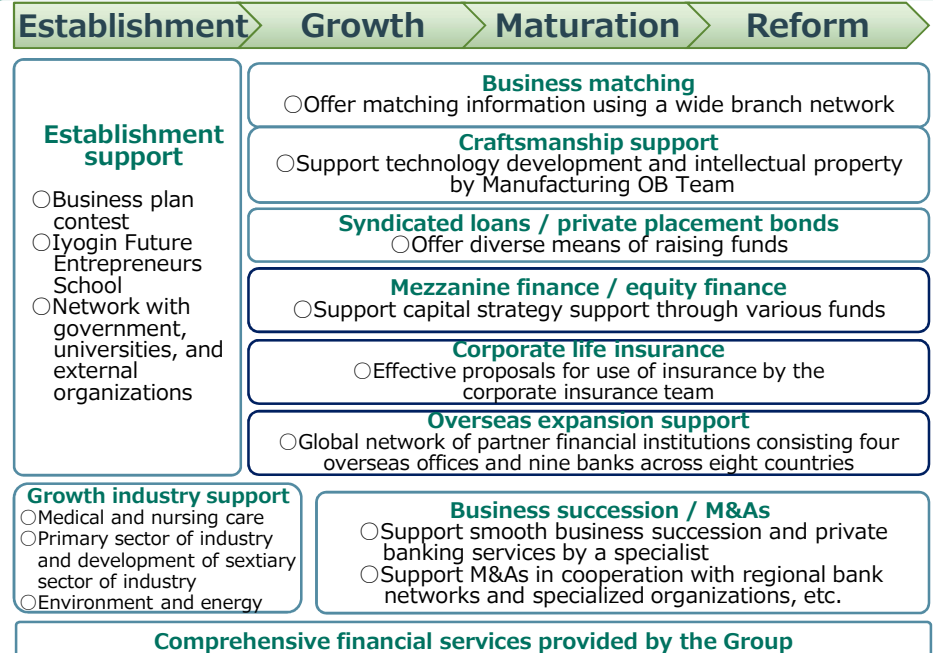 Establishment Growth Maturation Reform
Establishment
support
○Business plan
contest
○Iyogin Future
Entrepreneurs
School
○Network with
government,
universities, and
external
organizations
Business matching
○Offer matching information using a wide branch network
Craftsmanship support
○Support technology development and intellectual property
by Manufacturing OB Team
Syndicated loans / private placement bonds
○Offer diverse means of raising funds
Mezzanine finance / equity finance
○Support capital strategy support through various funds
Corporate life insurance
○Effective proposals for use of insurance by the
corporate insurance team
Overseas expansion support
○Global network of partner financial institutions consisting four
overseas offices and nine banks across eight countries
Growth industry support
○Medical and nursing care
○Primary sector of industry
and development of sextiary
sector of industry
○Environment and energy
Business succession / M&As
○Support smooth business succession and private
banking services by a specialist
○Support M&As in cooperation with regional bank
networks and specialized organizations, etc.
Comprehensive financial services provided by the Group